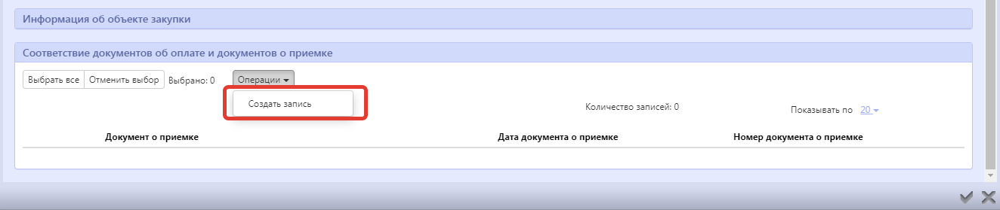 Информация об объекте закупки
Соответствие документов об оплате и документов о приемке
Выбрать все Отменить выбор Выбрано: 0 Операции
Создать запись
Количество записей: 0 Показывать по 20
Документ о приемке Дата документа о приемке Номер документа о приемке